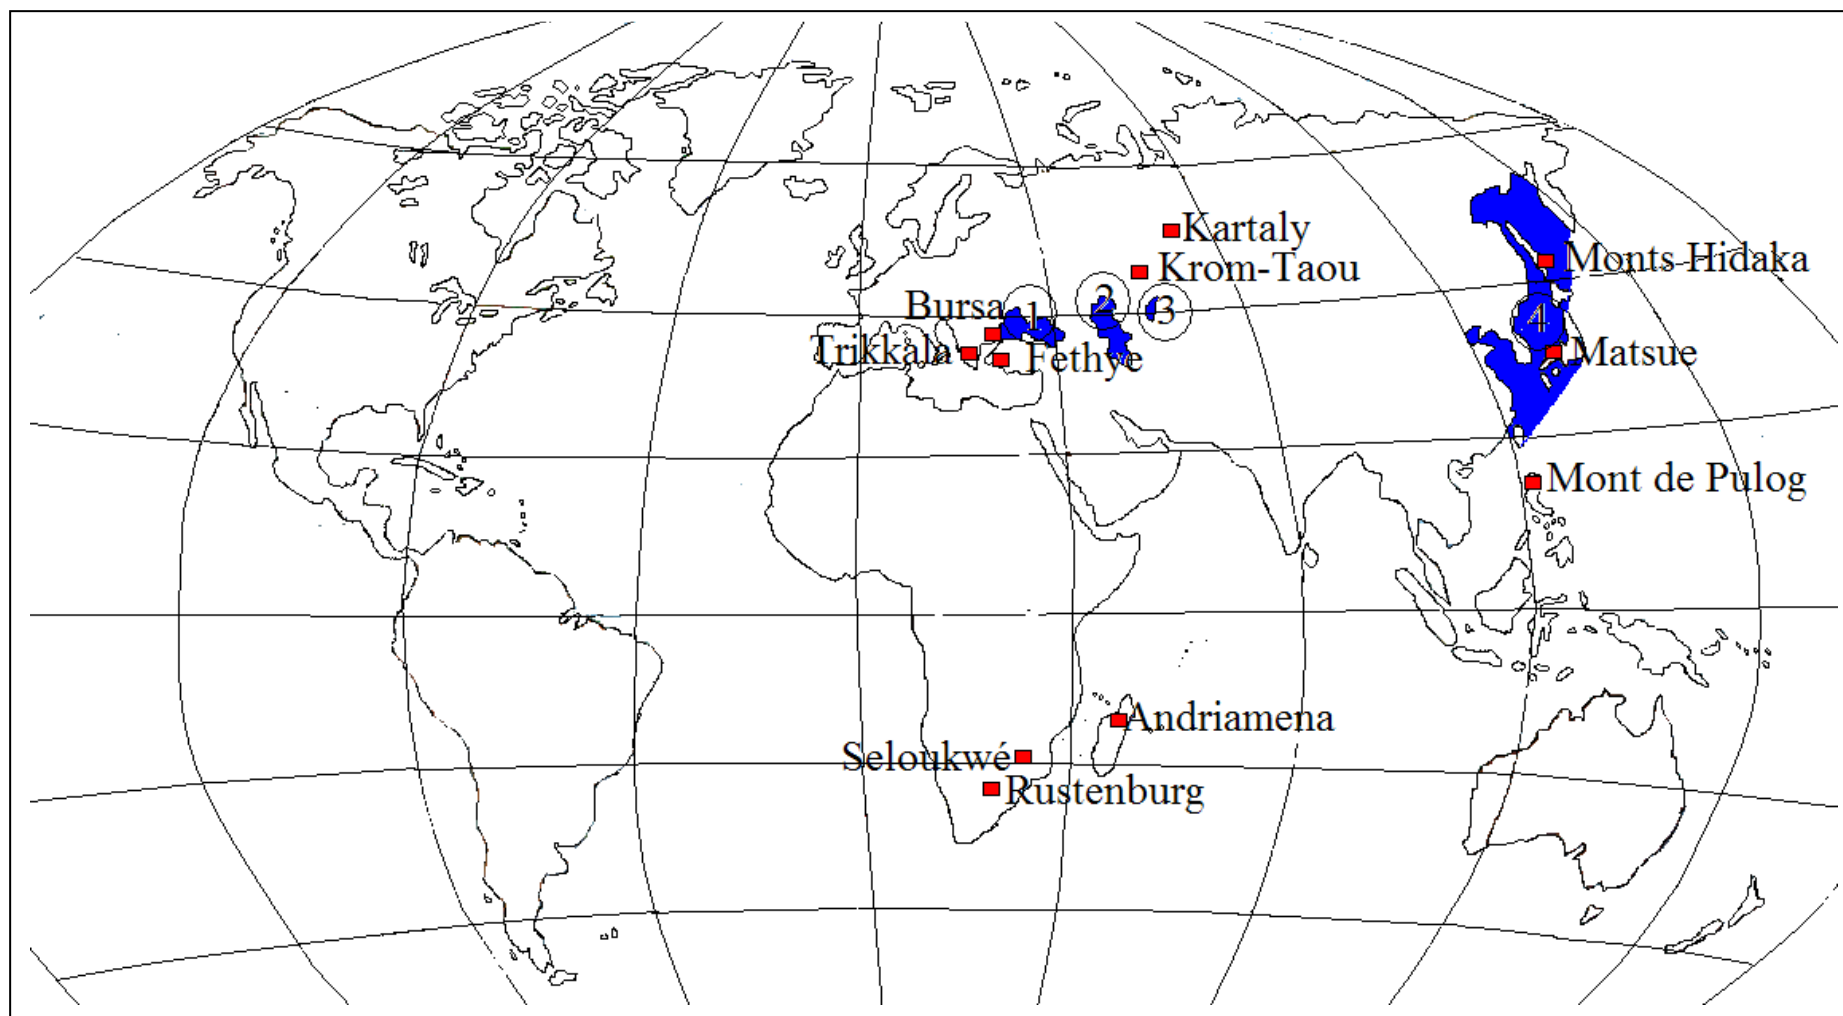 Kartaly
Monts Hidaka
Krom-Taou
2
3
Bursa
1
4
Trikkala
Fethye
Matsue
Mont de Pulog
Andriamena
Seloukwé
Rustenburg